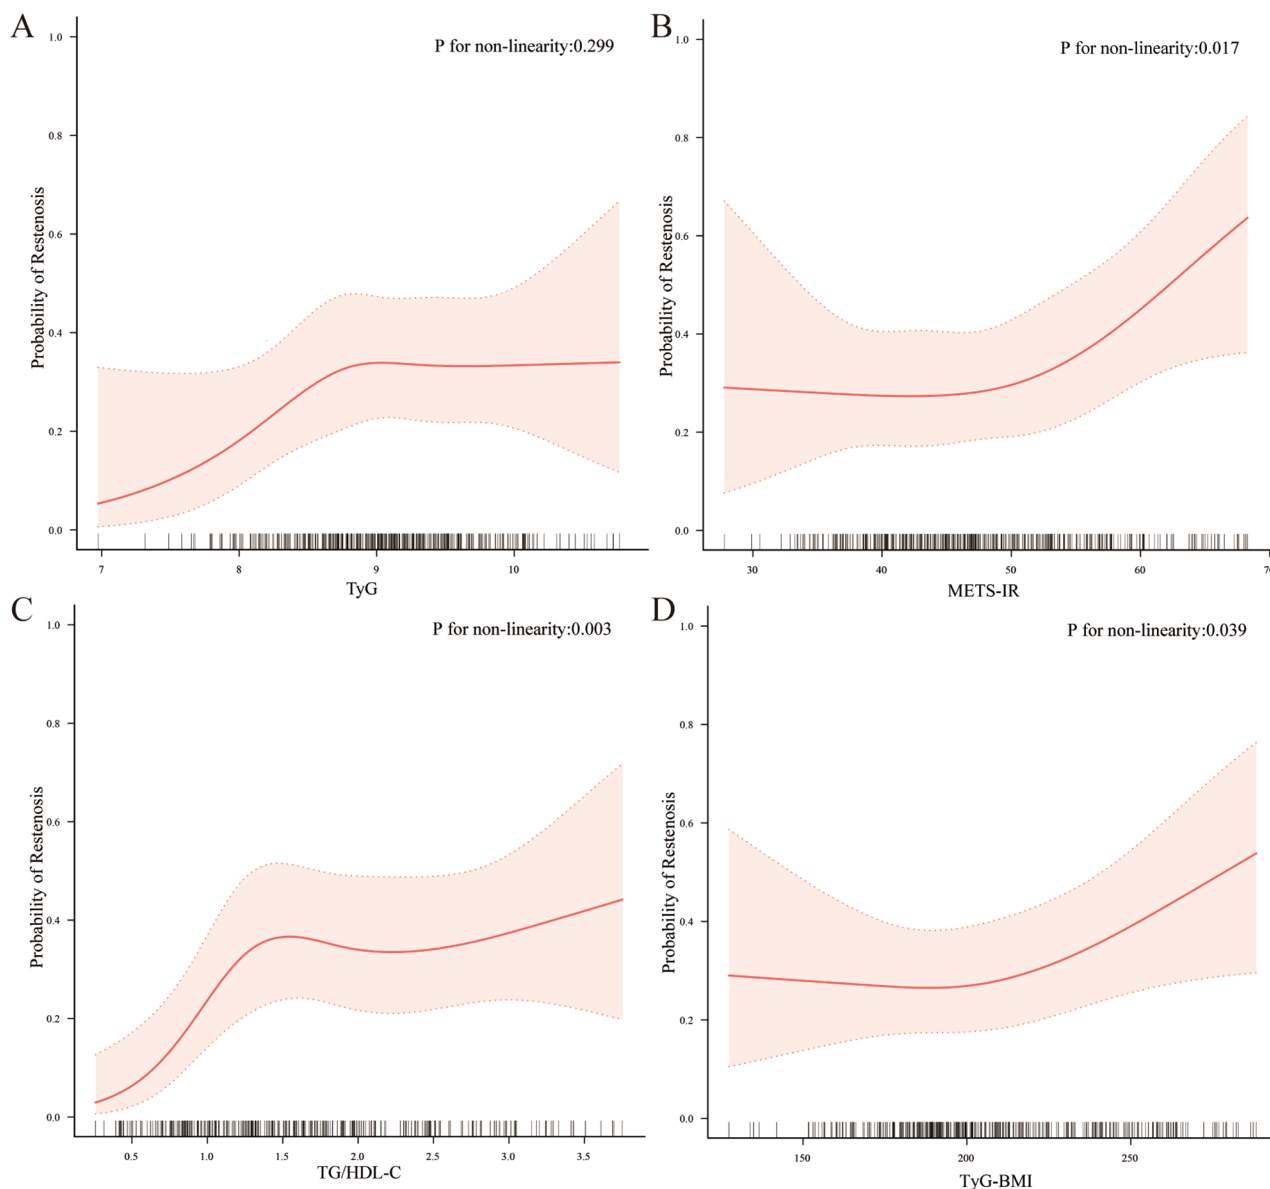 A
P for non-linearity:0.299
Probability of Restenosis
1.0
0.8
0.6
0.4
0.2
0.0
7 8 9 10
TyG
B
P for non-linearity:0.017
Probability of Restenosis
1.0
0.8
0.6
0.4
0.2
0.0
30 40 50 60 70
METS-IR
C
P for non-linearity:0.003
Probability of Restenosis
1.0
0.8
0.6
0.4
0.2
0.0
0.5 1.0 1.5 2.0 2.5 3.0 3.5
TG/HDL-C
D
P for non-linearity:0.039
Probability of Restenosis
1.0
0.8
0.6
0.4
0.2
0.0
150 200 250
TyG-BMI